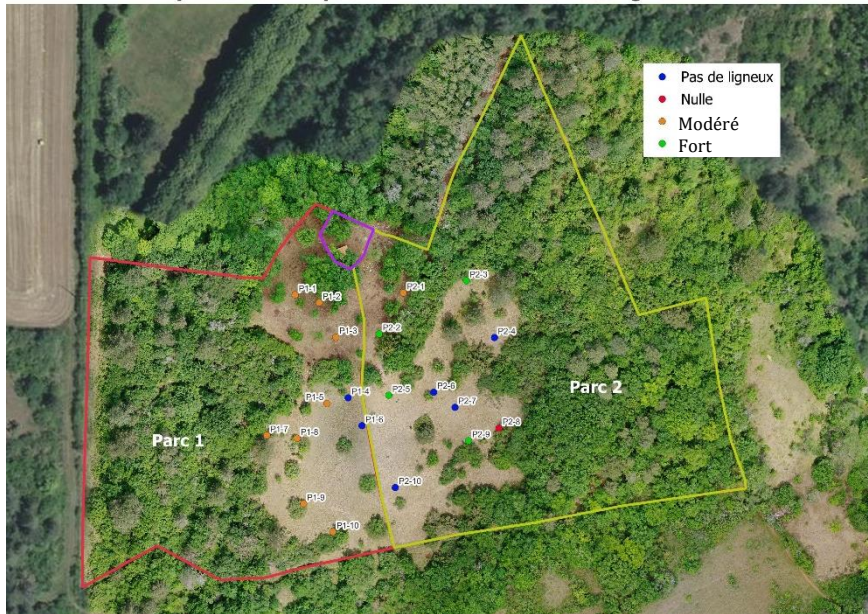 Pas de ligneux
Nulle
Modéré
Fort
P2-3
P1-1
P2-1
P1-2
P2-2
P1-3
P2-4
P2-5
P2-6
P1-4
P1-5
P2-7
Parc 2
P1-6
P2-8
P1-7
P1-8
P2-9
Parc 1
P2-10
P1-9
P1-10